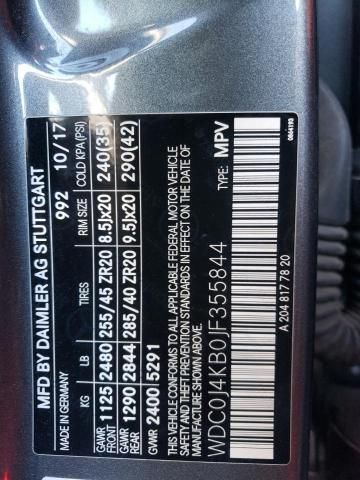 MFD BY DAIMLER AG STUTTGART
MADE IN GERMANY 992 10/17
KG LB TIRES RIM SIZE COLD KPA(PSI)
GAWR FRONT 1125 2480 255/45 ZR20 8.5Jx20 240(35)
GAWR REAR 1290 2844 285/40 ZR20 9.5Jx20 290(42)
GVWR 2400 5291
THIS VEHICLE CONFORMS TO ALL APPLICABLE FEDERAL MOTOR VEHICLE
SAFETY, BUMPER, AND THEFT PREVENTION STANDARDS IN EFFECT ON THE DATE OF
MANUFACTURE SHOWN ABOVE.
TYPE: MPV
WDC0J4KB0JF355844
A 204 817 78 20
0864193